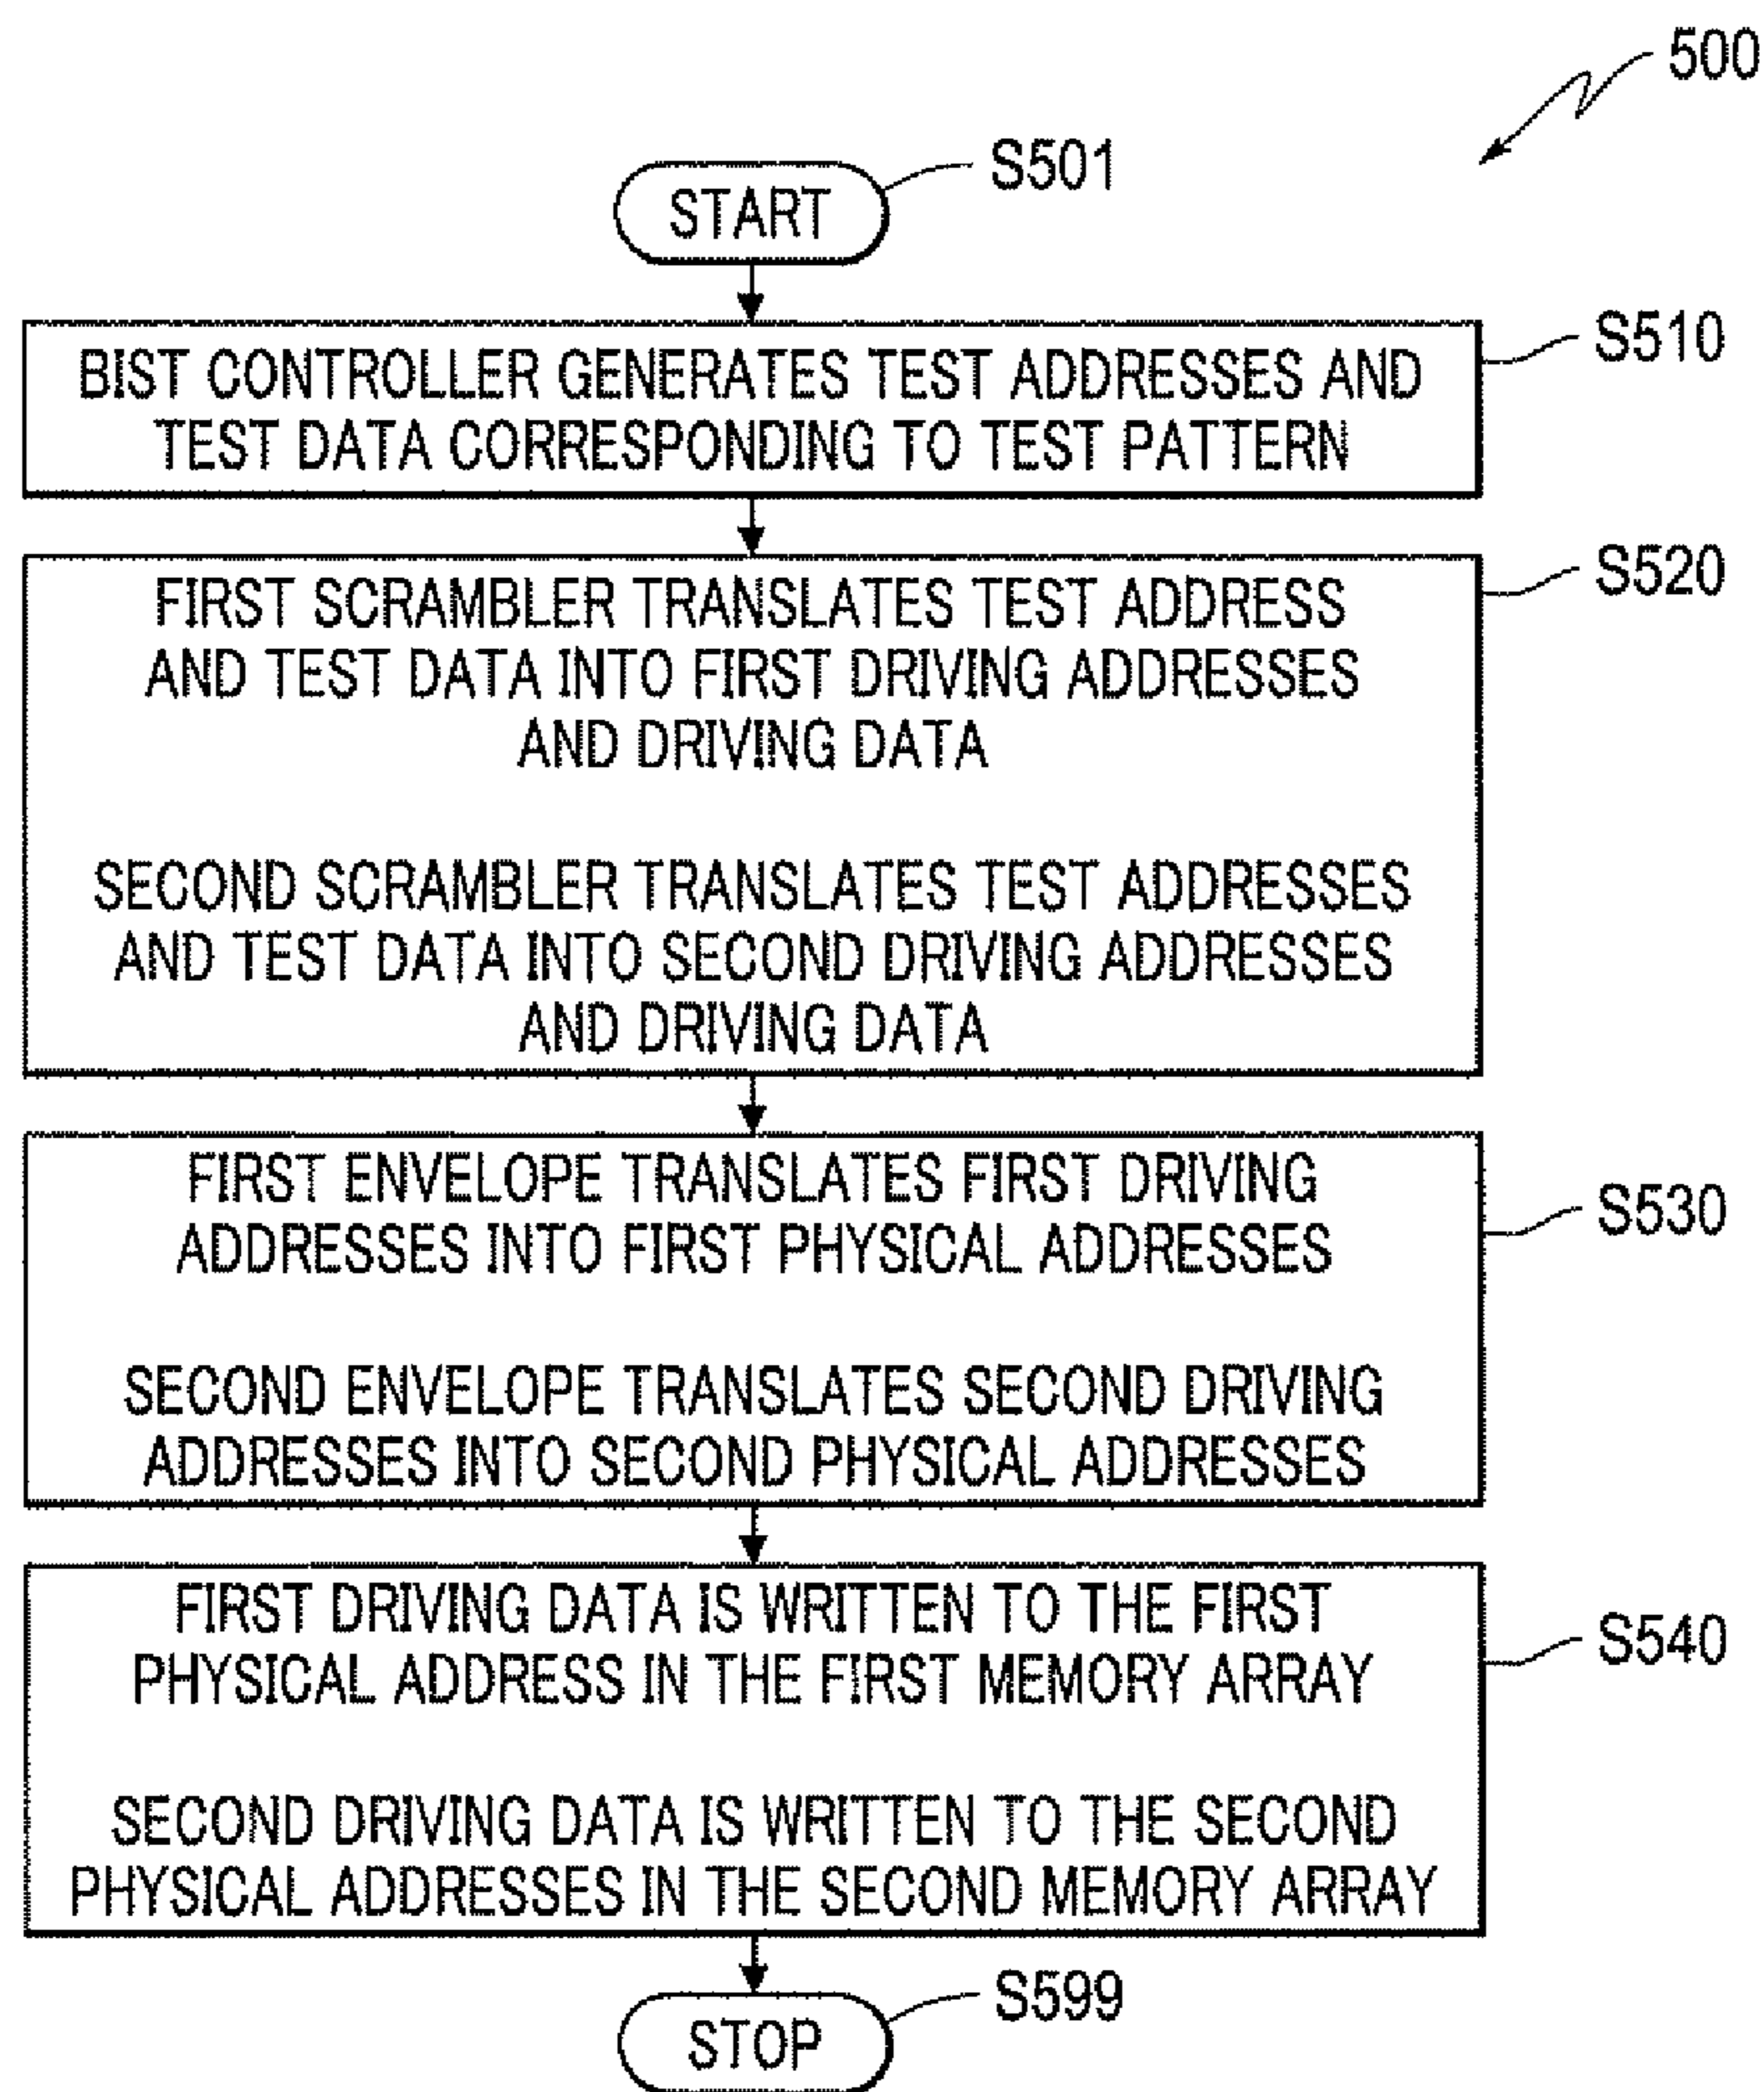 500
S501
START
S510
BIST CONTROLLER GENERATES TEST ADDRESSES AND
TEST DATA CORRESPONDING TO TEST PATTERN
S520
FIRST SCRAMBLER TRANSLATES TEST ADDRESS
AND TEST DATA INTO FIRST DRIVING ADDRESSES
AND DRIVING DATA
SECOND SCRAMBLER TRANSLATES TEST ADDRESSES
AND TEST DATA INTO SECOND DRIVING ADDRESSES
AND DRIVING DATA
FIRST ENVELOPE TRANSLATES FIRST DRIVING
S530
ADDRESSES INTO FIRST PHYSICAL ADDRESSES
SECOND ENVELOPE TRANSLATES SECOND DRIVING
ADDRESSES INTO SECOND PHYSICAL ADDRESSES
FIRST DRIVING DATA IS WRITTEN TO THE FIRST
S540
PHYSICAL ADDRESS IN THE FIRST MEMORY ARRAY
SECOND DRIVING DATA IS WRITTEN TO THE SECOND
PHYSICAL ADDRESSES IN THE SECOND MEMORY ARRAY
S599
STOP